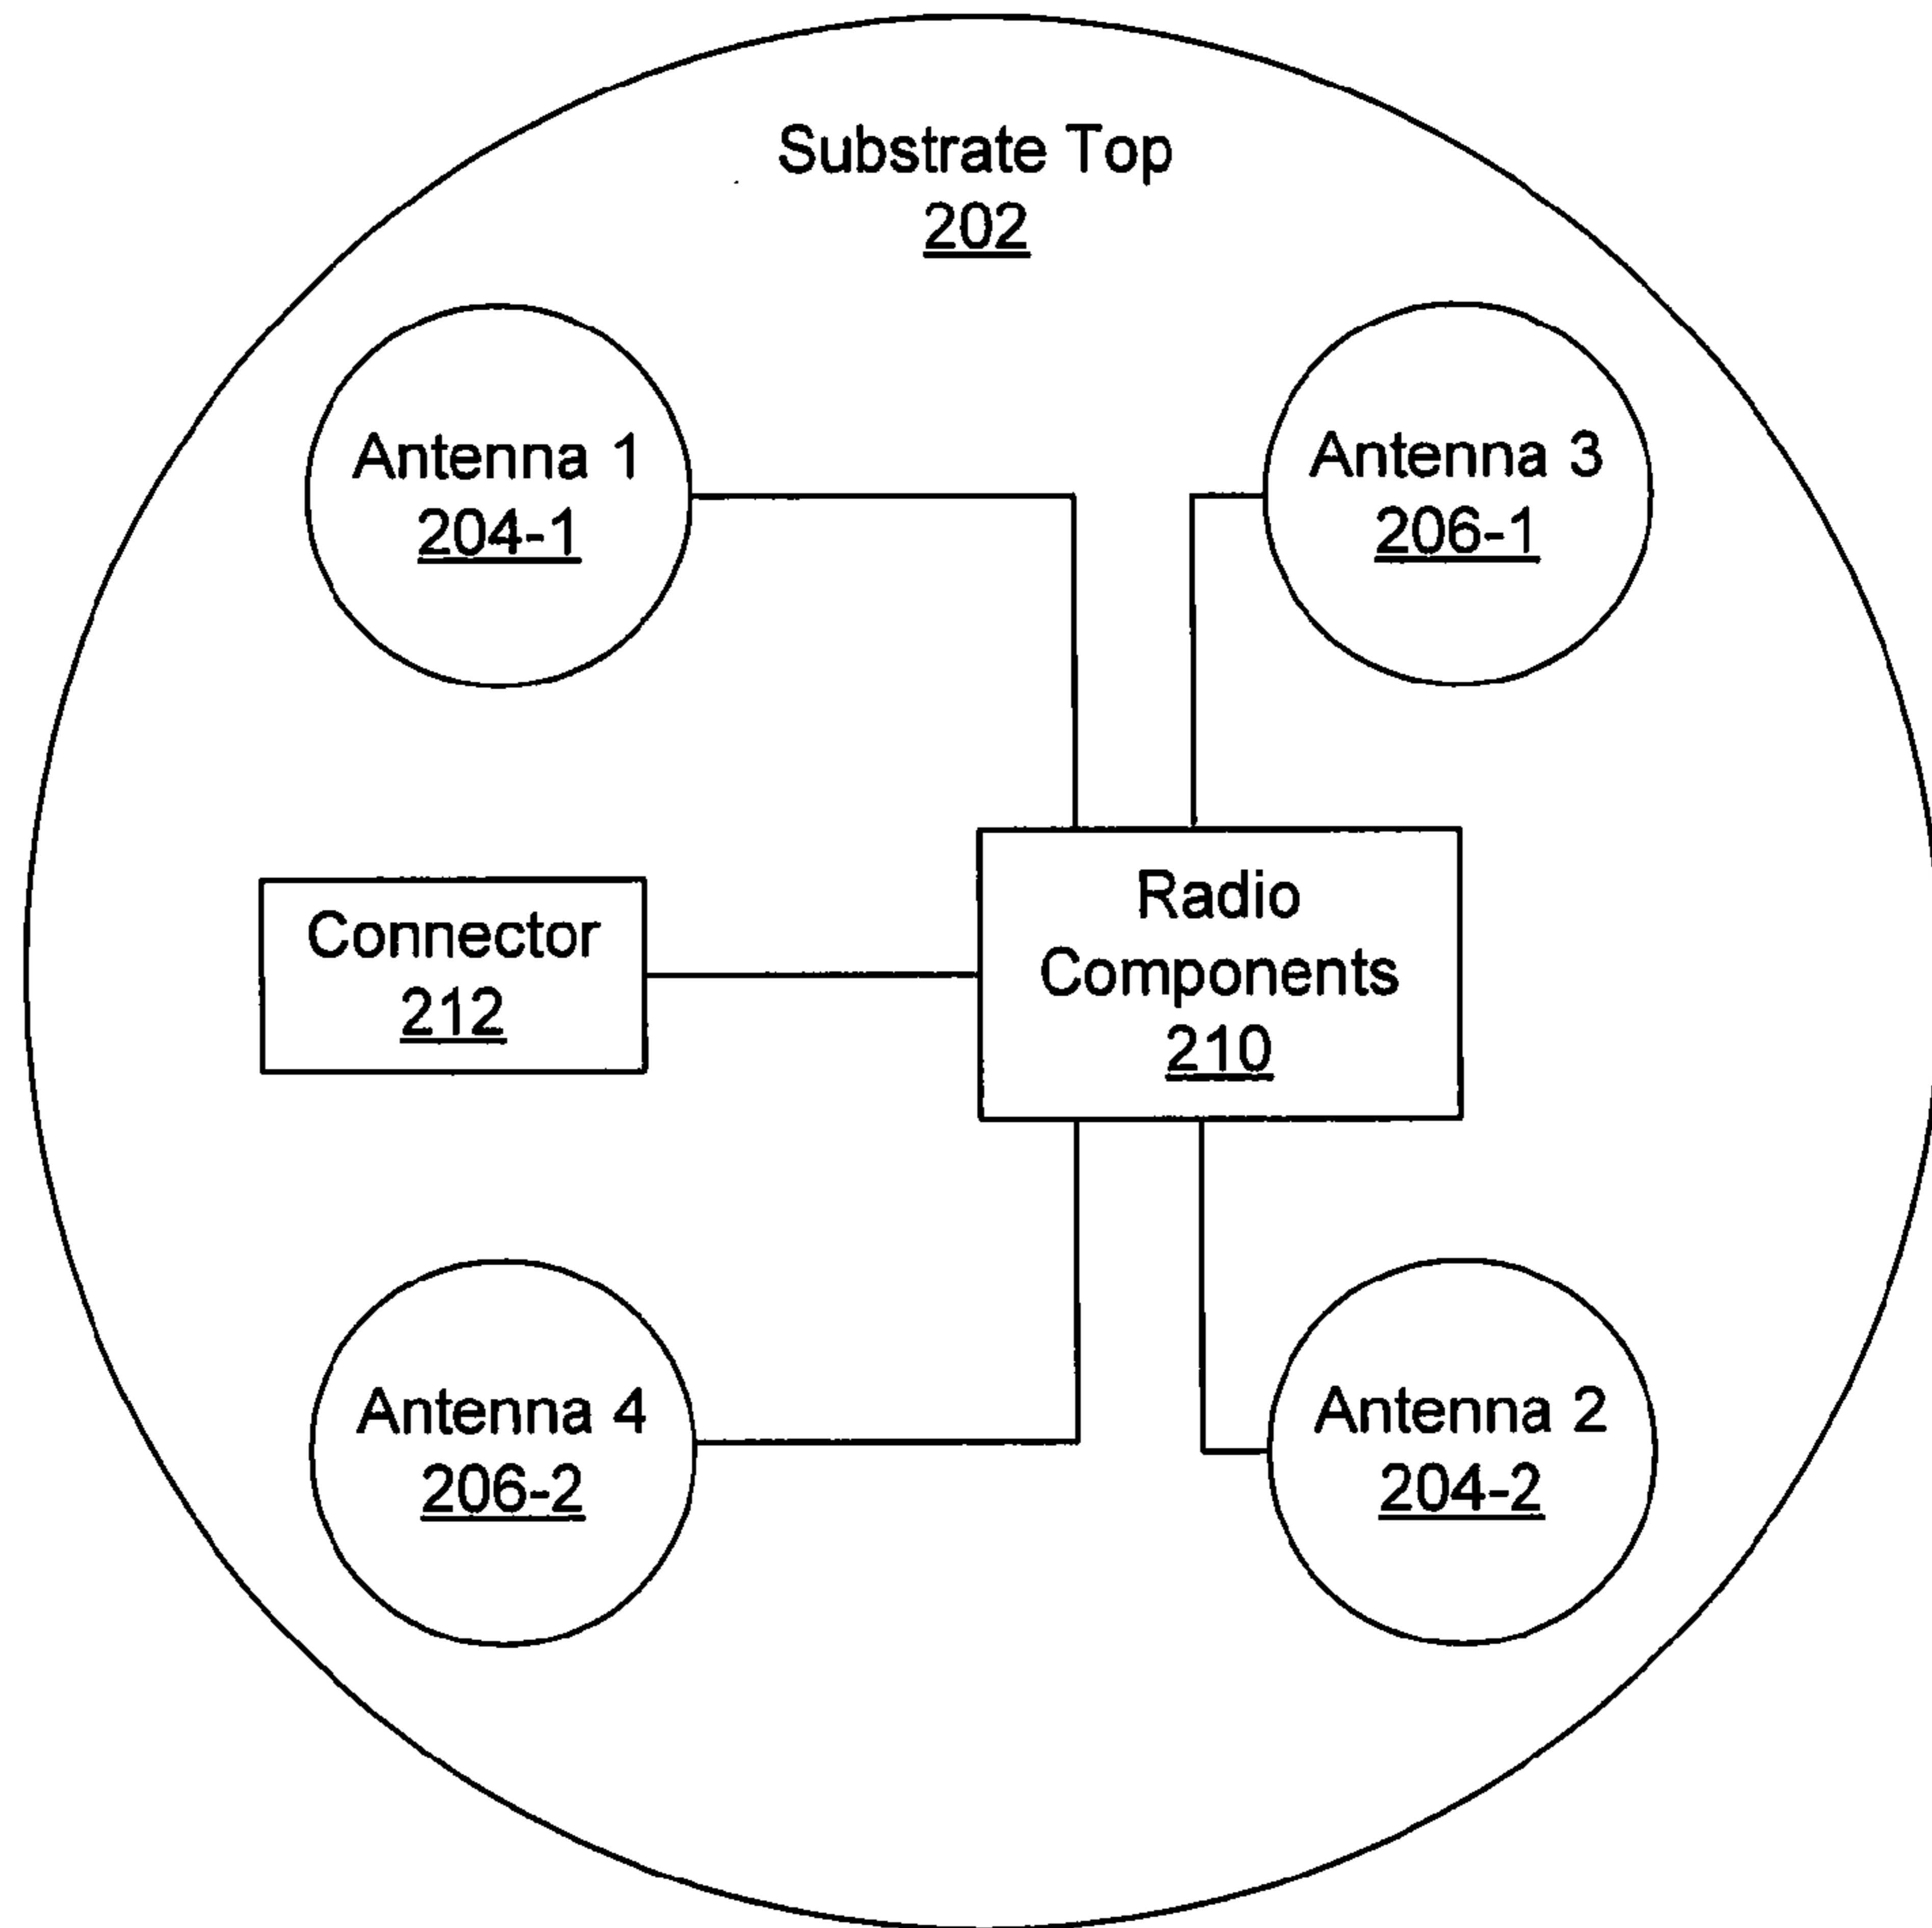 Substrate Top
202
Antenna 1
204-1
Antenna 3
206-1
Connector
212
Radio
Components
210
Antenna 4
206-2
Antenna 2
204-2